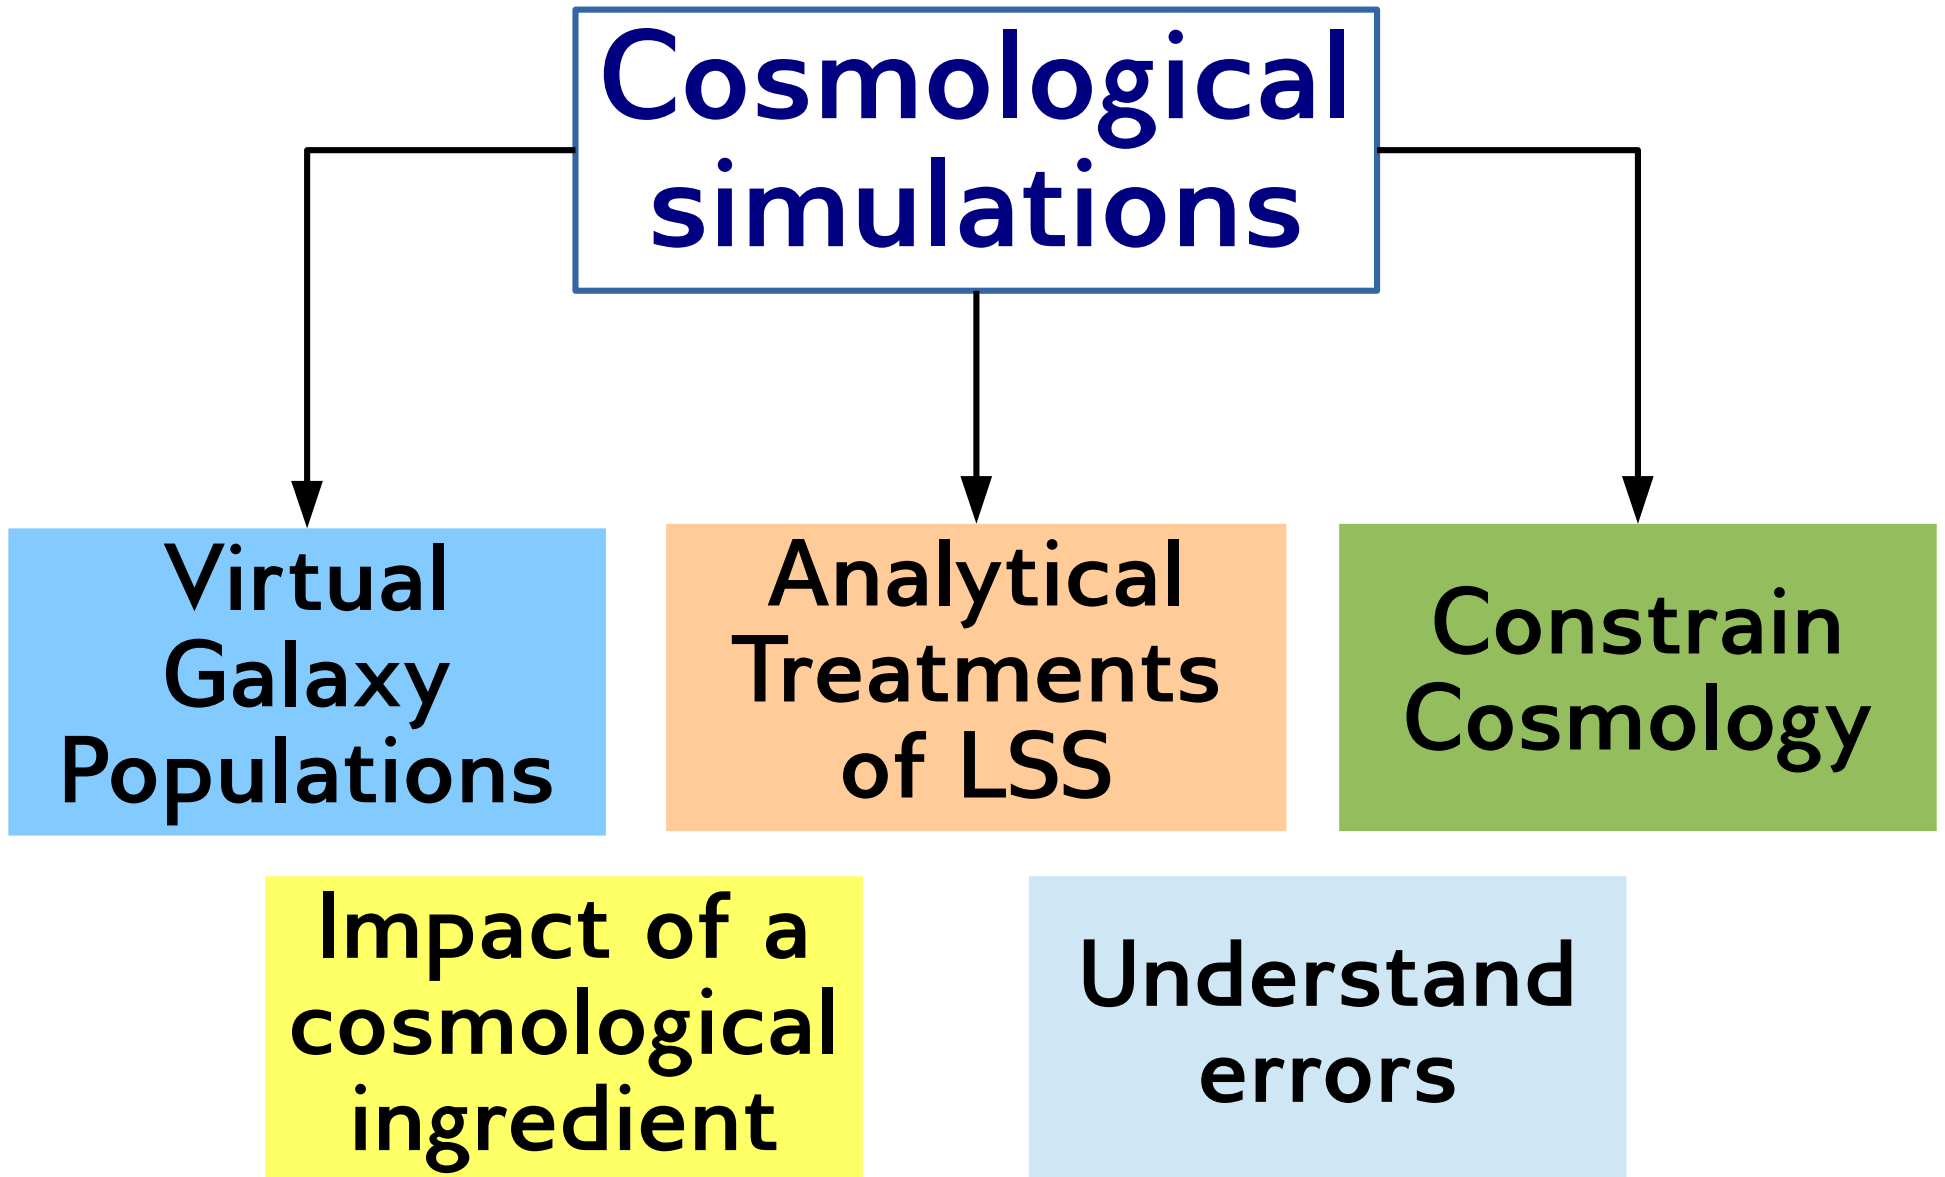 Cosmological
simulations
Virtual
Galaxy
Populations
Analytical
Treatments
of LSS
Constrain
Cosmology
Impact of a
cosmological
ingredient
Understand
errors